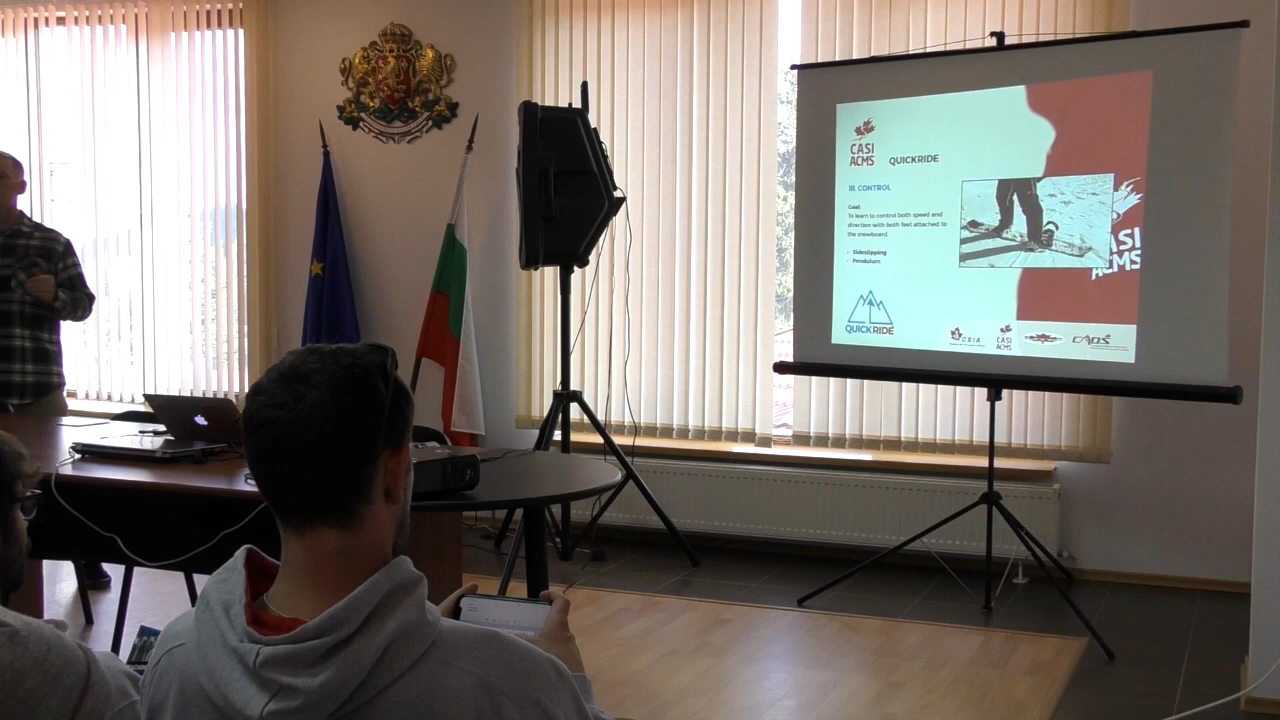 CASI
ACMS
QUICKRIDE
III. CONTROL
Goal:
To learn to control both speed and
direction with both feet attached to
the snowboard.
- Sideslipping
- Pendulum
QUICKRIDE
CSIA
CASI
ACMS
CADS
ASI
ACMS